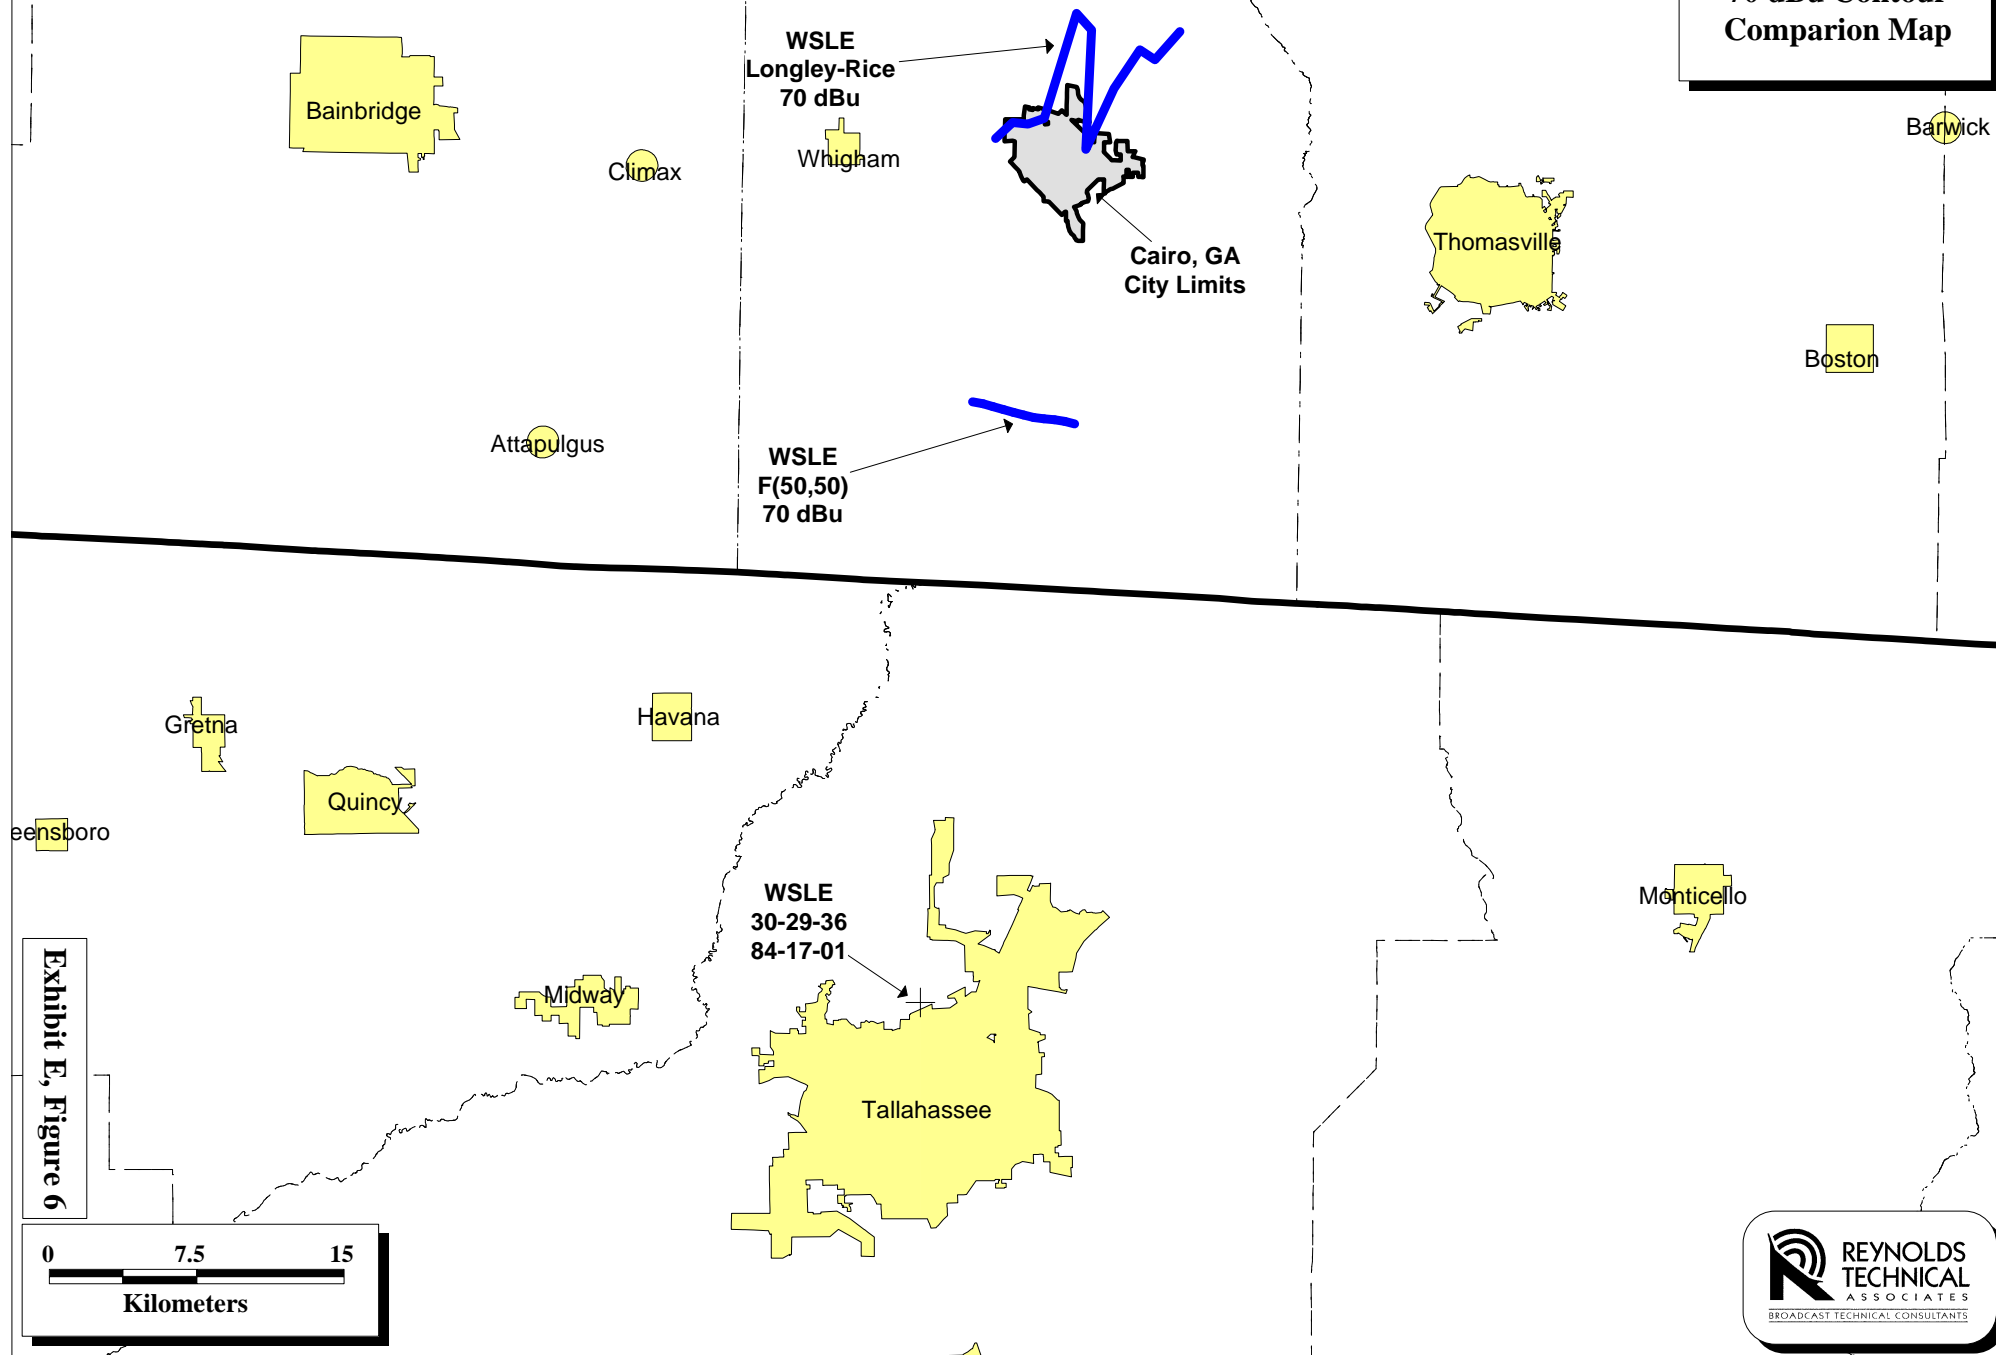 Comparion Map
WSLE
Longley-Rice
70 dBu
Bainbridge
Climax
Whigham
Barwick
Thomasville
Cairo, GA
City Limits
Boston
Attapulgus
WSLE
F(50,50)
70 dBu
Gretna
Havana
Quincy
eensboro
WSLE
30-29-36
84-17-01
Monticello
Midway
Tallahassee
Exhibit E, Figure 6
0 7.5 15
Kilometers
REYNOLDS
TECHNICAL
ASSOCIATES
BROADCAST TECHNICAL CONSULTANTS